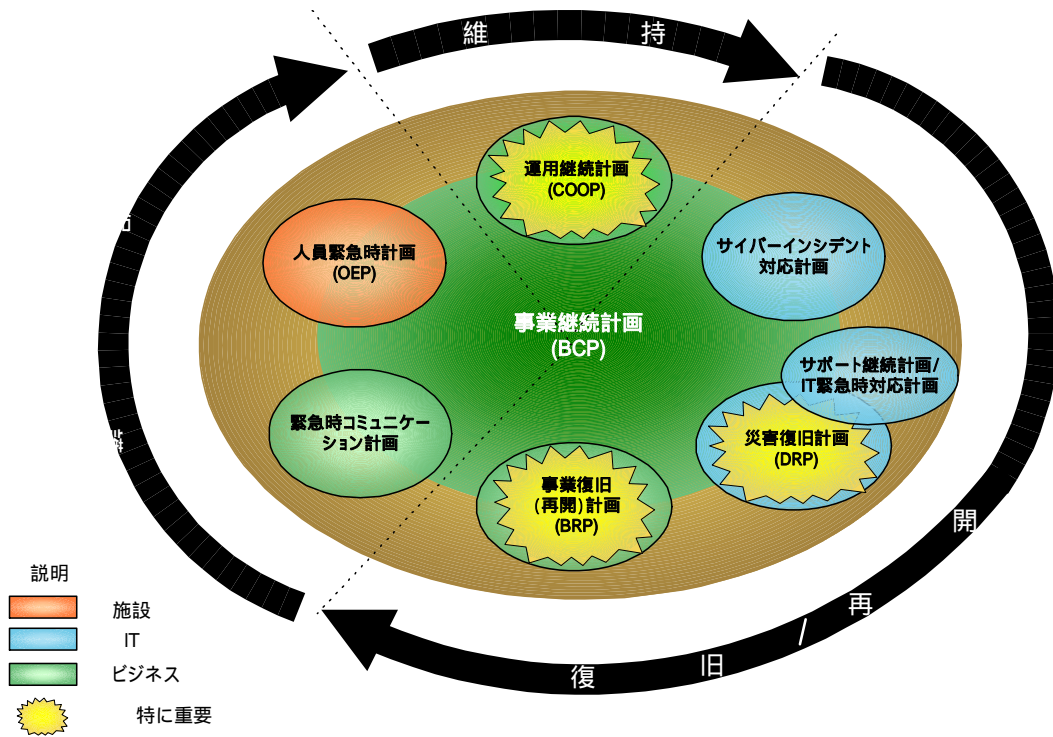 維持
運用継続計画
(COOP)
人員緊急時計画
(OEP)
サイバーインシデント
対応計画
事業継続計画
(BCP)
サポート継続計画/
IT緊急時対応計画
緊急時コミュニケー
ション計画
災害復旧計画
(DRP)
事業復旧
(再開)計画
(BRP)
復旧/再開
説明
施設
IT
ビジネス
特に重要